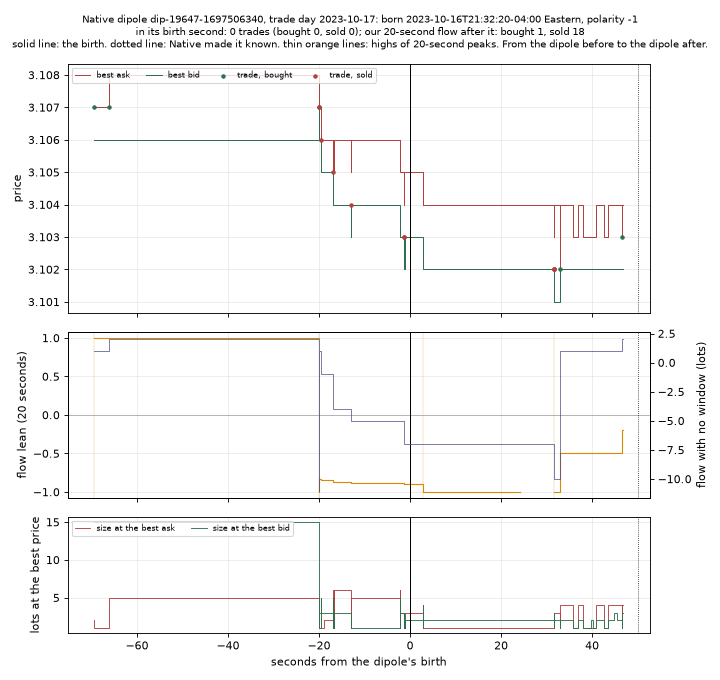 Native dipole dip-19647-1697506340, trade day 2023-10-17: born 2023-10-16T21:32:20-04:00 Eastern, polarity -1
in its birth second: 0 trades (bought 0, sold 0); our 20-second flow after it: bought 1, sold 18
solid line: the birth. dotted line: Native made it known. thin orange lines: highs of 20-second peaks. From the dipole before to the dipole after.
best ask best bid trade, bought trade, sold
3.108
3.107
3.106
3.105
3.104
3.103
3.102
3.101
price
1.0
0.5
0.0
−0.5
−1.0
flow lean (20 seconds)
2.5
0.0
−2.5
−5.0
−7.5
−10.0
flow with no window (lots)
size at the best ask size at the best bid
15
10
5
lots at the best price
−60 −40 −20 0 20 40
seconds from the dipole's birth